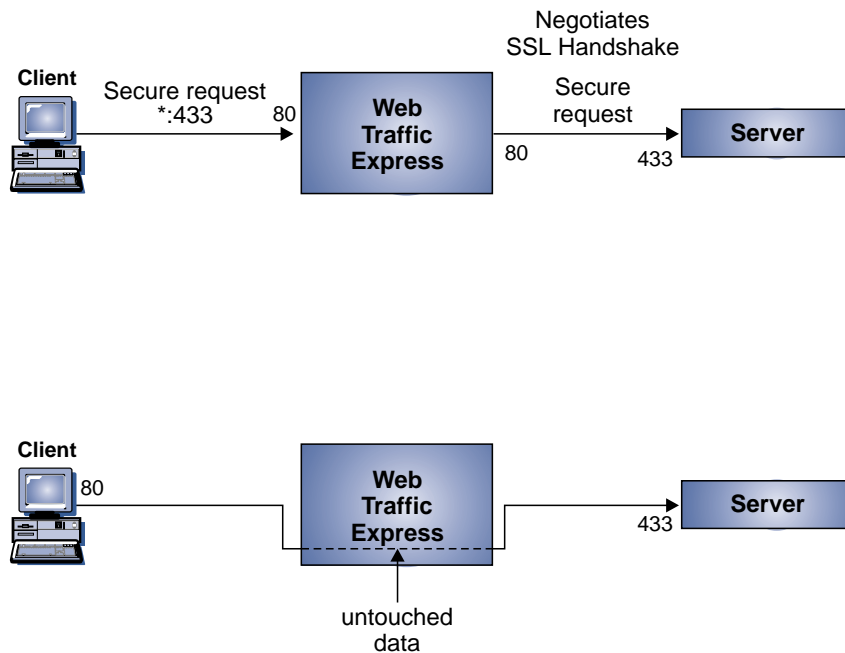 Negotiates
SSL Handshake
Client
Secure request
*:433
80
Web
Traffic
Express
80
Secure
request
433
Server
Client
80
Web
Traffic
Express
433
Server
untouched
data